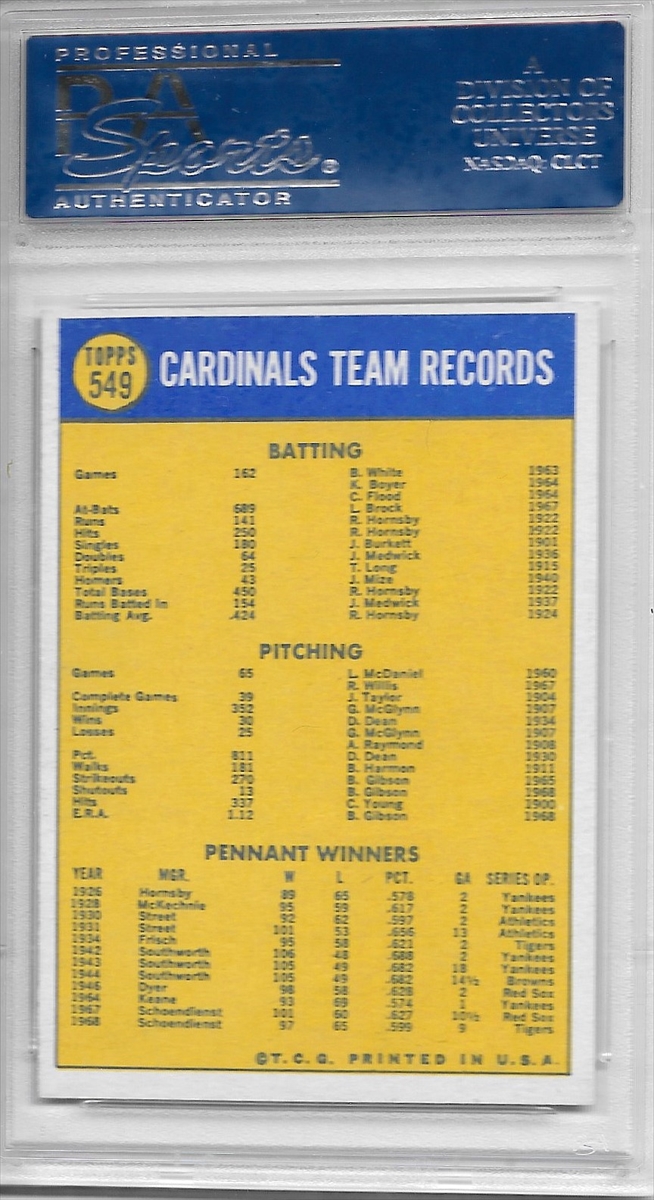 PROFESSIONAL
PSA
Sports®
AUTHENTICATOR
A
DIVISION OF
COLLECTORS
UNIVERSE
NASDAQ: CLCT
TOPPS
549
CARDINALS TEAM RECORDS
BATTING
Games 162 B. White 1963
K. Boyer 1964
C. Flood 1964
At-Bats 689 L. Brock 1967
Runs 141 R. Hornsby 1922
Hits 250 R. Hornsby 1922
Singles 180 J. Burkett 1901
Doubles 64 J. Medwick 1936
Triples 25 T. Long 1915
Homers 43 J. Mize 1940
Total Bases 450 R. Hornsby 1922
Runs Batted In 154 J. Medwick 1937
Batting Avg. .424 R. Hornsby 1924
PITCHING
Games 65 L. McDaniel 1960
R. Willis 1967
Complete Games 39 J. Taylor 1904
Innings 352 G. McGlynn 1907
Wins 30 D. Dean 1934
Losses 25 G. McGlynn 1907
A. Raymond 1908
Pct. 811 D. Dean 1930
Walks 181 B. Harmon 1911
Strikeouts 270 B. Gibson 1965
Shutouts 13 B. Gibson 1968
Hits 337 C. Young 1900
E.R.A. 1.12 B. Gibson 1968
PENNANT WINNERS
YEAR MGR. W L PCT. GA SERIES OP.
1926 Hornsby 89 65 .578 2 Yankees
1928 McKechnie 95 59 .617 2 Yankees
1930 Street 92 62 .597 2 Athletics
1931 Street 101 53 .656 13 Athletics
1934 Frisch 95 58 .621 2 Tigers
1942 Southworth 106 48 .688 2 Yankees
1943 Southworth 105 49 .682 18 Yankees
1944 Southworth 105 49 .682 14½ Browns
1946 Dyer 98 58 .628 2 Red Sox
1964 Keane 93 69 .574 1 Yankees
1967 Schoendienst 101 60 .627 10½ Red Sox
1968 Schoendienst 97 65 .599 9 Tigers
©T. C. G. PRINTED IN U. S. A.